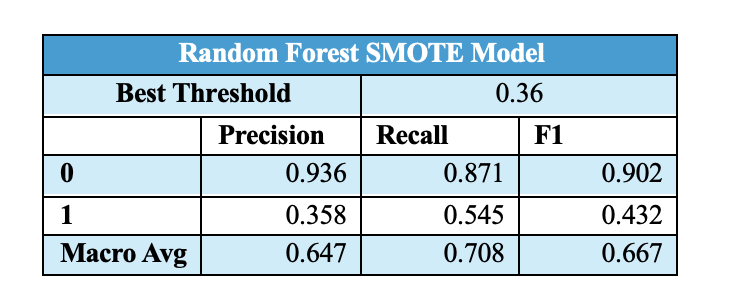 Random Forest SMOTE Model
Best Threshold 0.36
Precision Recall F1
0 0.936 0.871 0.902
1 0.358 0.545 0.432
Macro Avg 0.647 0.708 0.667